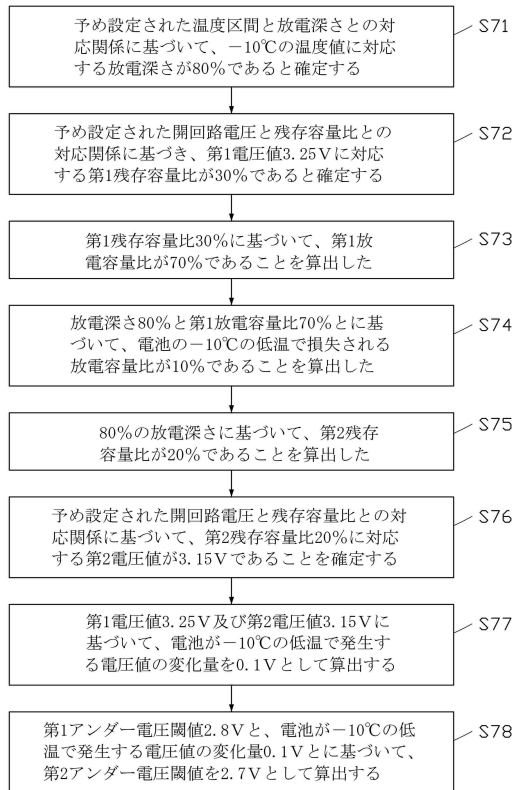 予め設定された温度区間と放電深さとの対
応関係に基づいて、－10℃の温度値に対応
する放電深さが80%であると確定する
S71
予め設定された開回路電圧と残存容量比との
対応関係に基づき、第1電圧値3.25Vに対応
する第1残存容量比が30%であると確定する
S72
第1残存容量比30%に基づいて、第1放
電容量比が70%であることを算出した
S73
放電深さ80%と第1放電容量比70%とに基
づいて、電池の－10℃の低温で損失される
放電容量比が10%であることを算出した
S74
80%の放電深さに基づいて、第2残存
容量比が20%であることを算出した
S75
予め設定された開回路電圧と残存容量比との対
応関係に基づいて、第2残存容量比20%に対応
する第2電圧値が3.15Vであることを確定する
S76
第1電圧値3.25V及び第2電圧値3.15Vに
基づいて、電池が－10℃の低温で発生す
る電圧値の変化量を0.1Vとして算出する
S77
第1アンダー電圧閾値2.8Vと、電池が－10℃の低
温で発生する電圧値の変化量0.1Vとに基づいて、
第2アンダー電圧閾値を2.7Vとして算出する
S78